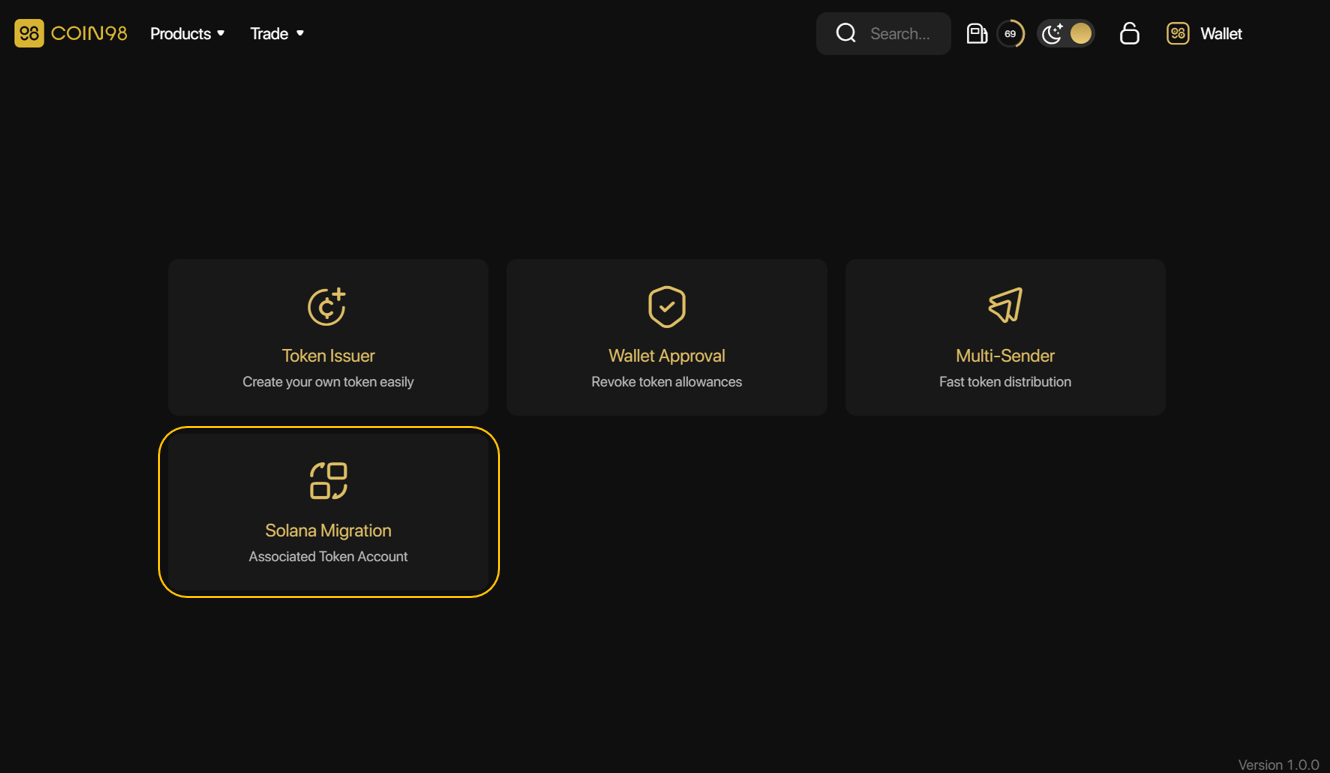 98 COIN98 Products Trade Search... 69 98 Wallet
Token Issuer
Create your own token easily
Wallet Approval
Revoke token allowances
Multi-Sender
Fast token distribution
Solana Migration
Associated Token Account
Version 1.0.0